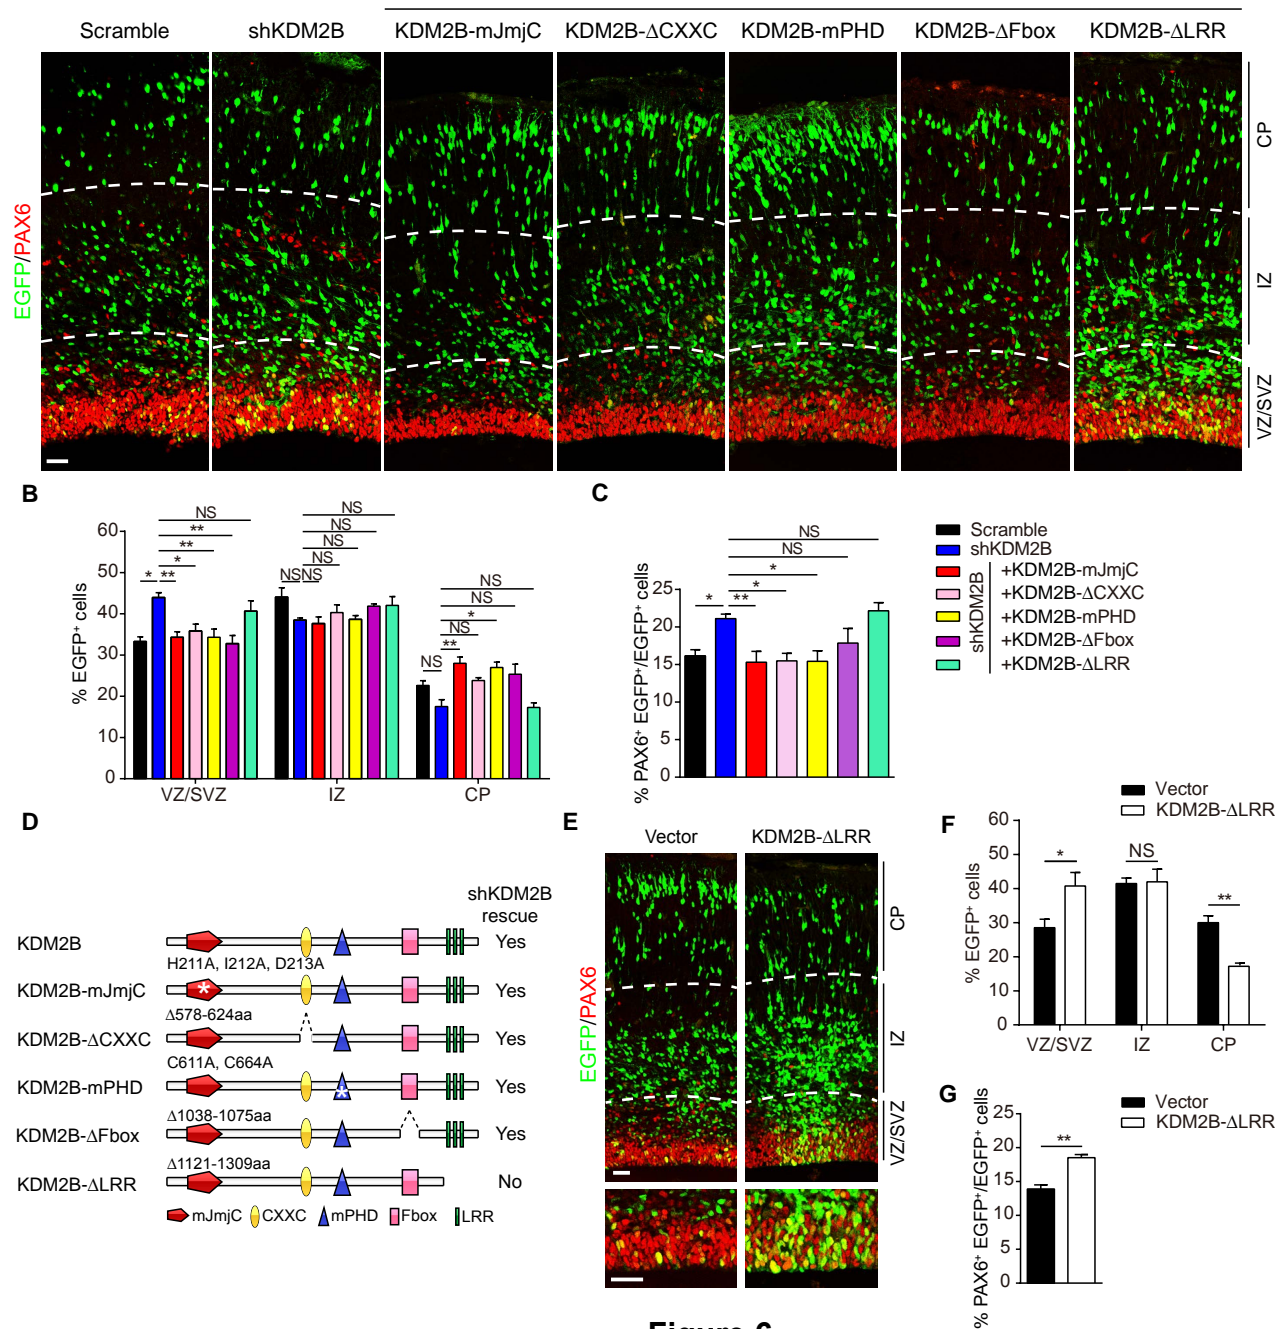 Scramble shKDM2B KDM2B-mJmjC KDM2B-ΔCXXC KDM2B-mPHD KDM2B-ΔFbox KDM2B-ΔLRR
EGFP/PAX6
CP
IZ
VZ/SVZ
B
% EGFP⁺ cells
60
50
40
30
20
10
0
NS
**
**
*
* **
NS
NS
NS
NS
NS NS
NS
NS
*
NS
**
NS
VZ/SVZ IZ CP
C
% PAX6⁺ EGFP⁺/EGFP⁺ cells
25
20
15
10
5
0
NS
NS
*
*
* **
Scramble
shKDM2B
shKDM2B
+KDM2B-mJmjC
+KDM2B-ΔCXXC
+KDM2B-mPHD
+KDM2B-ΔFbox
+KDM2B-ΔLRR
D
shKDM2B
rescue
KDM2B Yes
H211A, I212A, D213A
KDM2B-mJmjC * Yes
Δ578-624aa
KDM2B-ΔCXXC Yes
C611A, C664A
KDM2B-mPHD * Yes
Δ1038-1075aa
KDM2B-ΔFbox Yes
Δ1121-1309aa
KDM2B-ΔLRR No
mJmjC CXXC mPHD Fbox LRR
E
Vector KDM2B-ΔLRR
EGFP/PAX6
CP
IZ
VZ/SVZ
F
Vector
KDM2B-ΔLRR
% EGFP⁺ cells
60
50
40
30
20
10
0
* NS **
VZ/SVZ IZ CP
G
Vector
KDM2B-ΔLRR
% PAX6⁺ EGFP⁺/EGFP⁺ cells
25
20
15
10
5
0
**